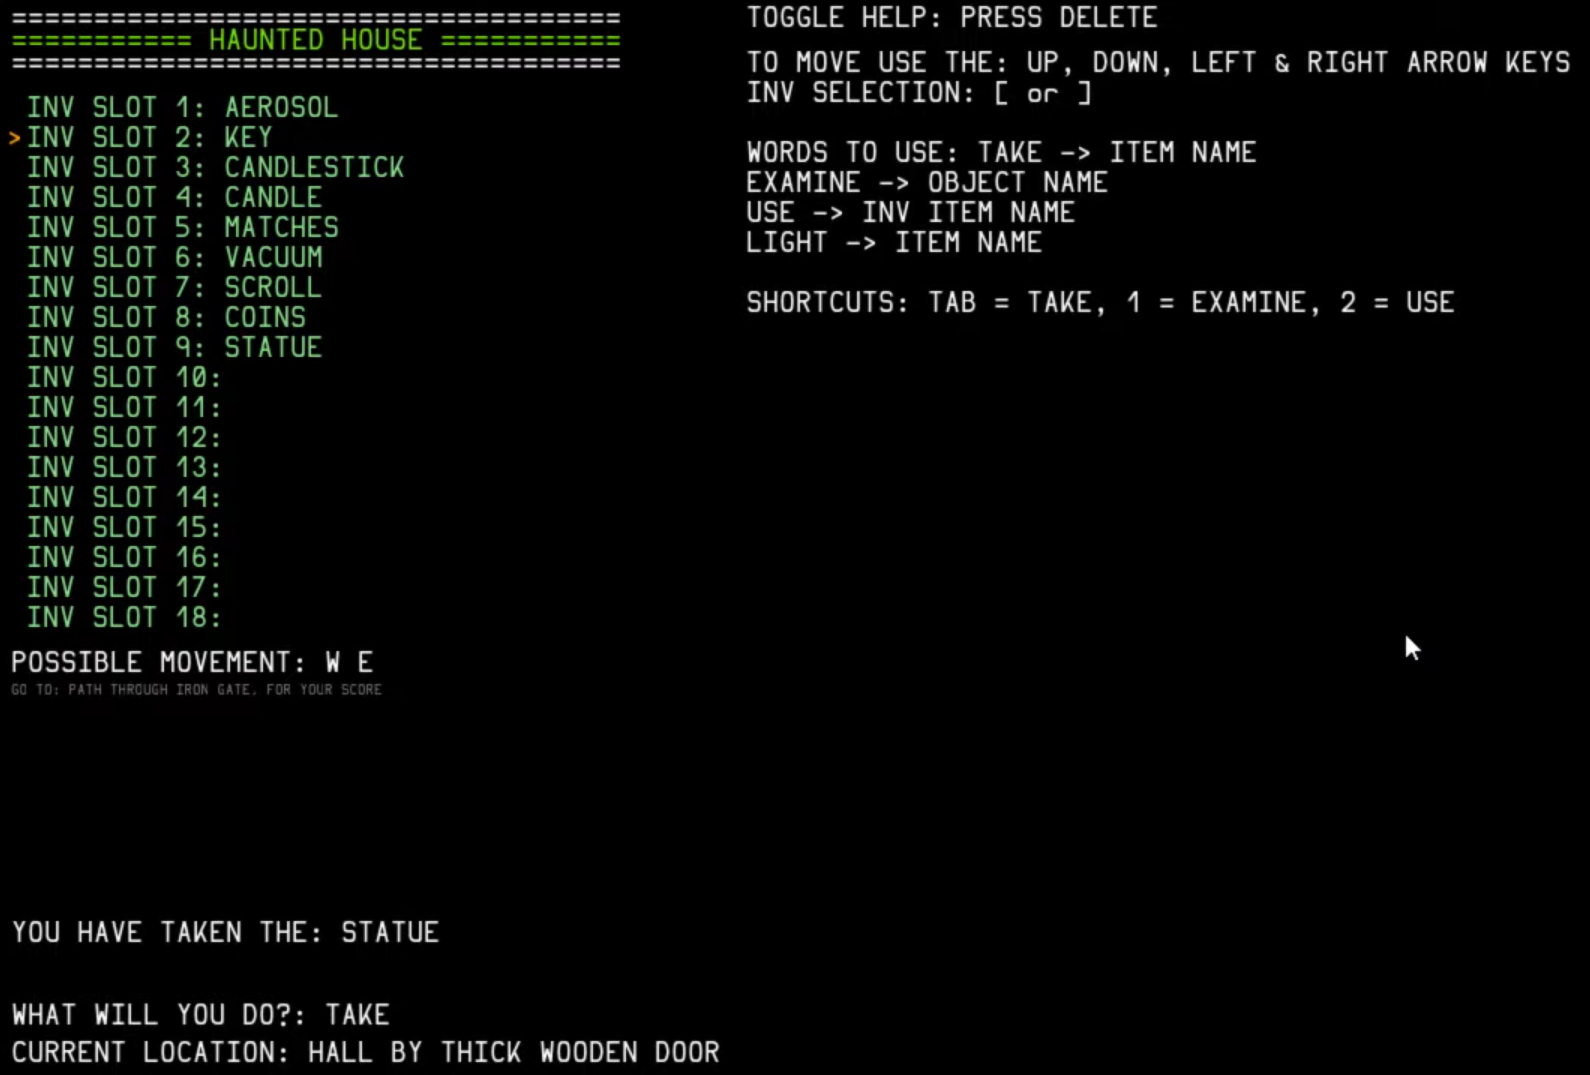 =====================================
=========== HAUNTED HOUSE ===========
=====================================
INV SLOT 1: AEROSOL
>INV SLOT 2: KEY
INV SLOT 3: CANDLESTICK
INV SLOT 4: CANDLE
INV SLOT 5: MATCHES
INV SLOT 6: VACUUM
INV SLOT 7: SCROLL
INV SLOT 8: COINS
INV SLOT 9: STATUE
INV SLOT 10:
INV SLOT 11:
INV SLOT 12:
INV SLOT 13:
INV SLOT 14:
INV SLOT 15:
INV SLOT 16:
INV SLOT 17:
INV SLOT 18:
POSSIBLE MOVEMENT: W E
GO TO: PATH THROUGH IRON GATE. FOR YOUR SCORE
YOU HAVE TAKEN THE: STATUE
WHAT WILL YOU DO?: TAKE
CURRENT LOCATION: HALL BY THICK WOODEN DOOR
TOGGLE HELP: PRESS DELETE
TO MOVE USE THE: UP, DOWN, LEFT & RIGHT ARROW KEYS
INV SELECTION: [ or ]
WORDS TO USE: TAKE -> ITEM NAME
EXAMINE -> OBJECT NAME
USE -> INV ITEM NAME
LIGHT -> ITEM NAME
SHORTCUTS: TAB = TAKE, 1 = EXAMINE, 2 = USE